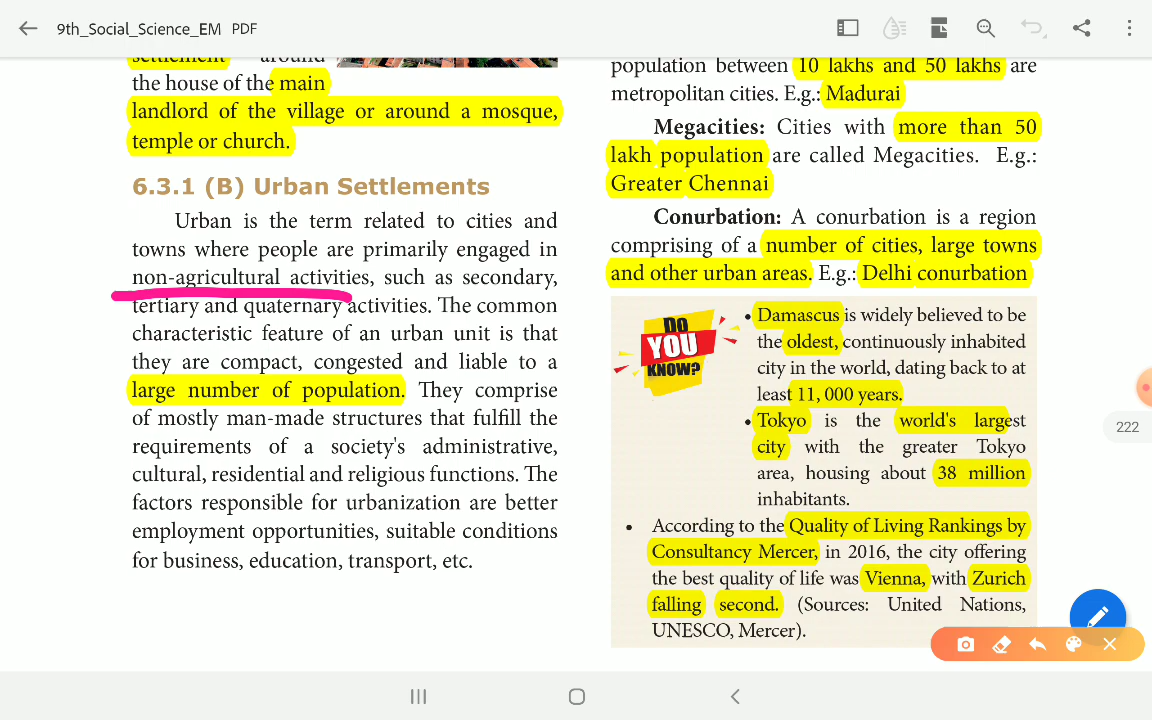 9th_Social_Science_EM PDF
settlement around
the house of the main
landlord of the village or around a mosque,
temple or church.
6.3.1 (B) Urban Settlements
Urban is the term related to cities and
towns where people are primarily engaged in
non-agricultural activities, such as secondary,
tertiary and quaternary activities. The common
characteristic feature of an urban unit is that
they are compact, congested and liable to a
large number of population. They comprise
of mostly man-made structures that fulfill the
requirements of a society's administrative,
cultural, residential and religious functions. The
factors responsible for urbanization are better
employment opportunities, suitable conditions
for business, education, transport, etc.
population between 10 lakhs and 50 lakhs are
metropolitan cities. E.g.: Madurai
Megacities: Cities with more than 50
lakh population are called Megacities. E.g.:
Greater Chennai
Conurbation: A conurbation is a region
comprising of a number of cities, large towns
and other urban areas. E.g.: Delhi conurbation
DO
YOU
KNOW?
• Damascus is widely believed to be
the oldest, continuously inhabited
city in the world, dating back to at
least 11, 000 years.
• Tokyo is the world's largest
city with the greater Tokyo
area, housing about 38 million
inhabitants.
• According to the Quality of Living Rankings by
Consultancy Mercer, in 2016, the city offering
the best quality of life was Vienna, with Zurich
falling second. (Sources: United Nations,
UNESCO, Mercer).
222